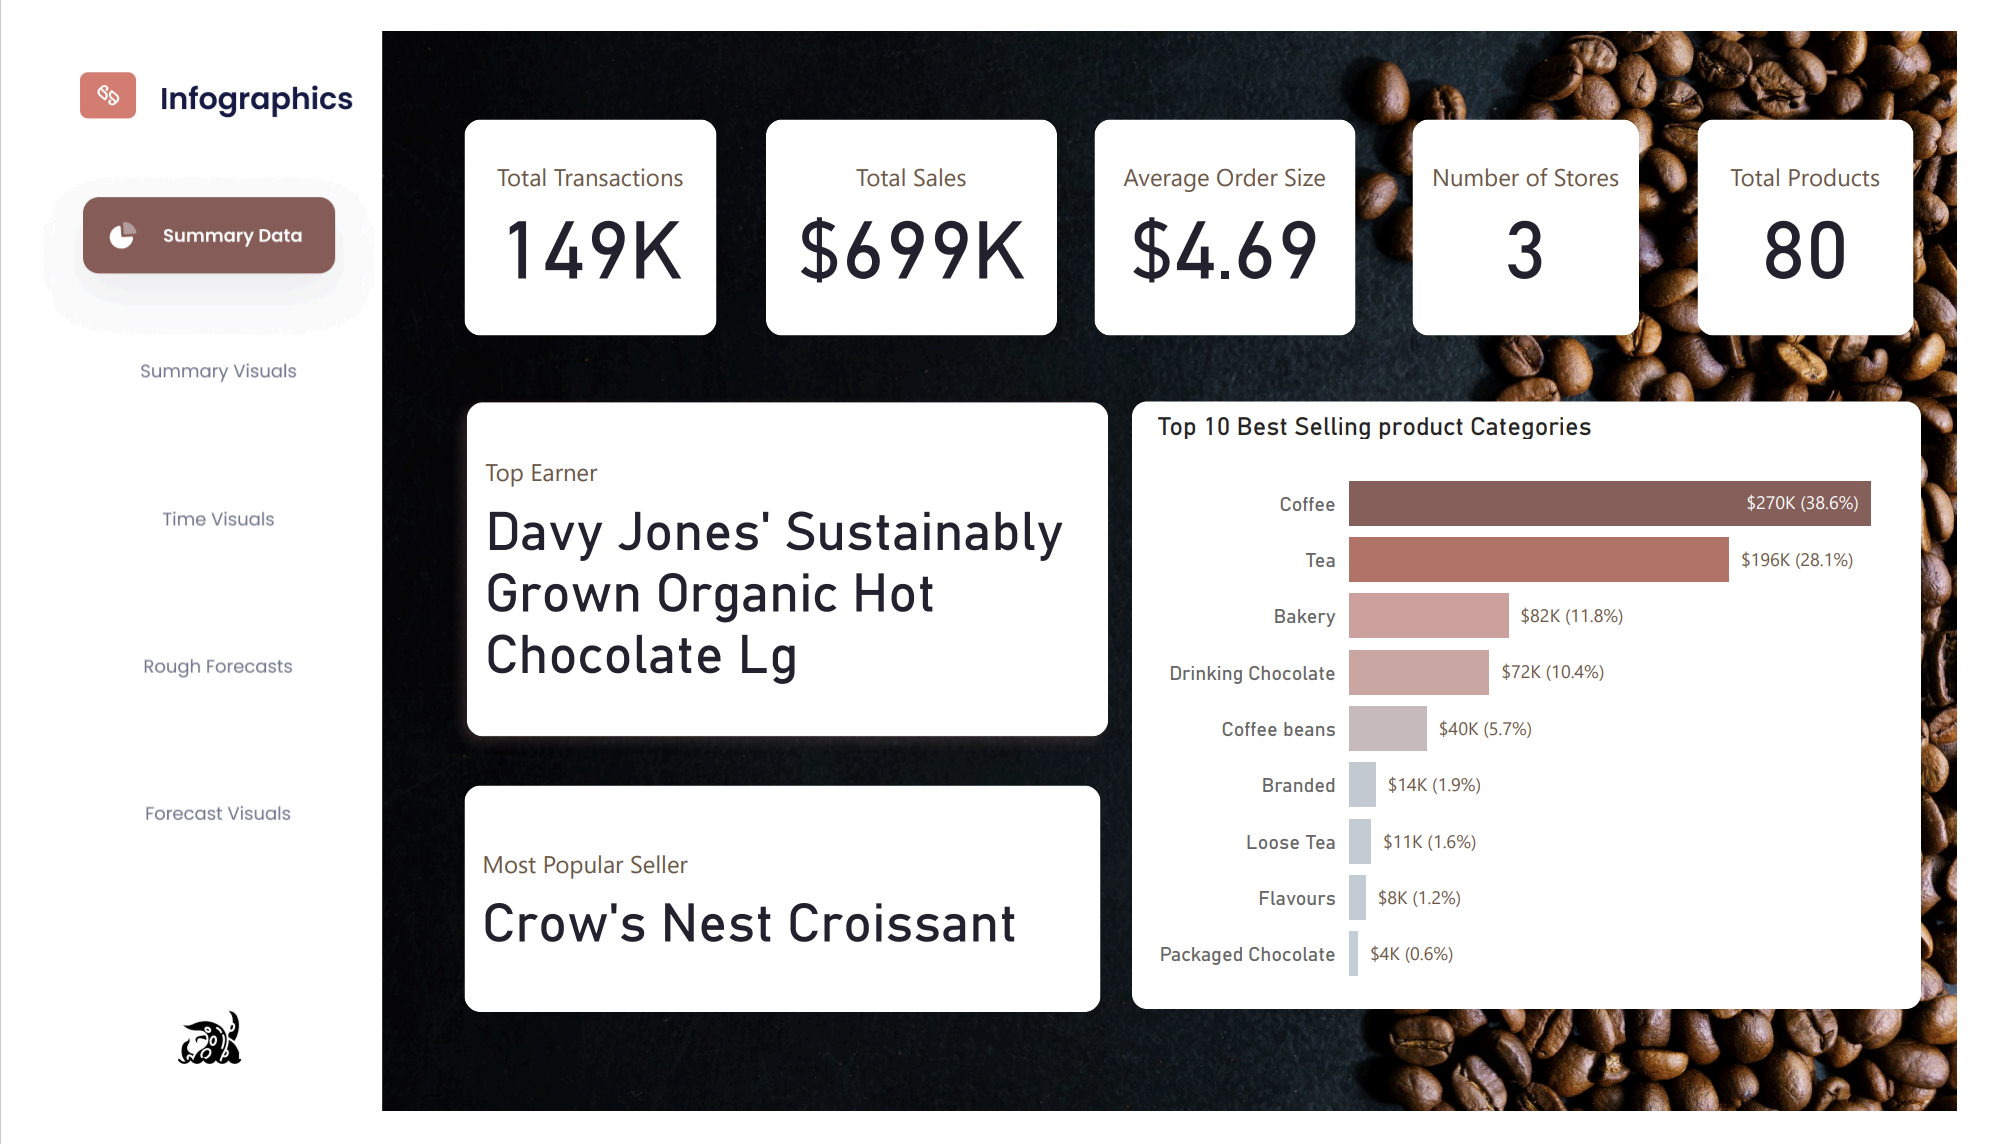 Infographics
Summary Data
Summary Visuals
Time Visuals
Rough Forecasts
Forecast Visuals
Total Transactions
149K
Total Sales
$699K
Average Order Size
$4.69
Number of Stores
3
Total Products
80
Top Earner
Davy Jones' Sustainably
Grown Organic Hot
Chocolate Lg
Most Popular Seller
Crow's Nest Croissant
Top 10 Best Selling product Categories
Coffee $270K (38.6%)
Tea $196K (28.1%)
Bakery $82K (11.8%)
Drinking Chocolate $72K (10.4%)
Coffee beans $40K (5.7%)
Branded $14K (1.9%)
Loose Tea $11K (1.6%)
Flavours $8K (1.2%)
Packaged Chocolate $4K (0.6%)